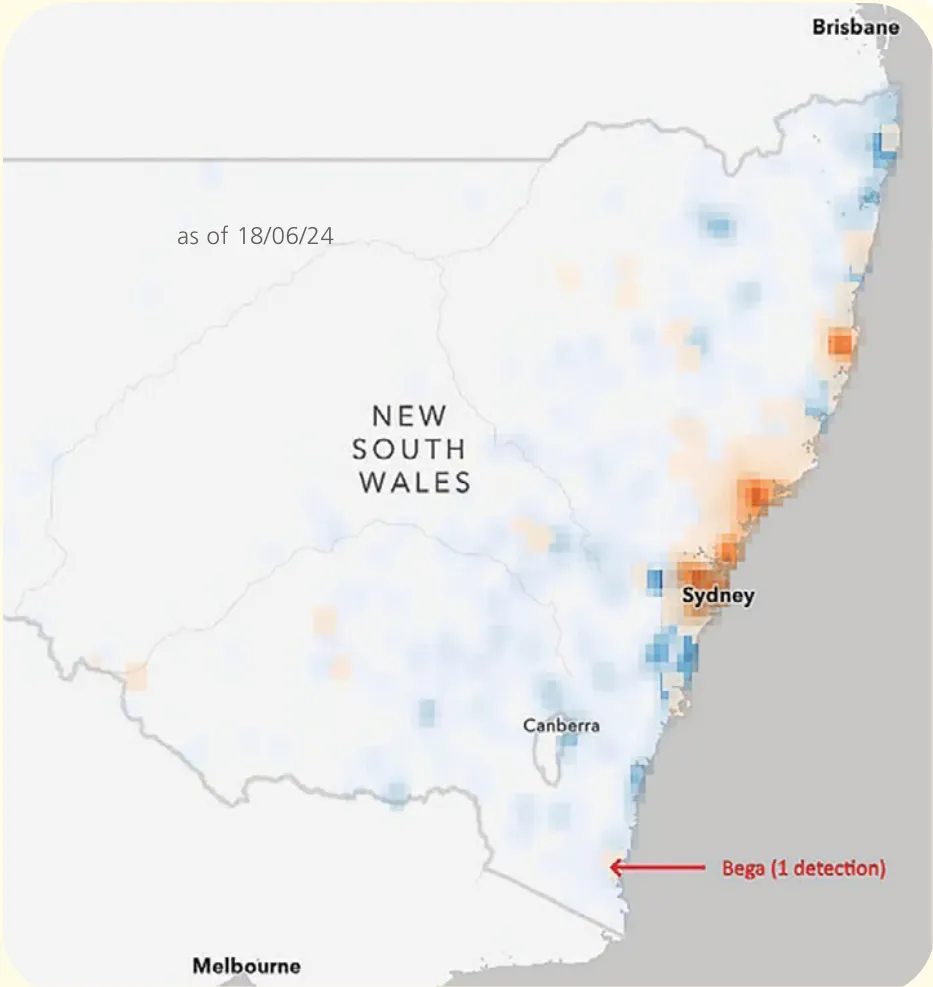 Brisbane
as of 18/06/24
NEW
SOUTH
WALES
Sydney
Canberra
Bega (1 detection)
Melbourne